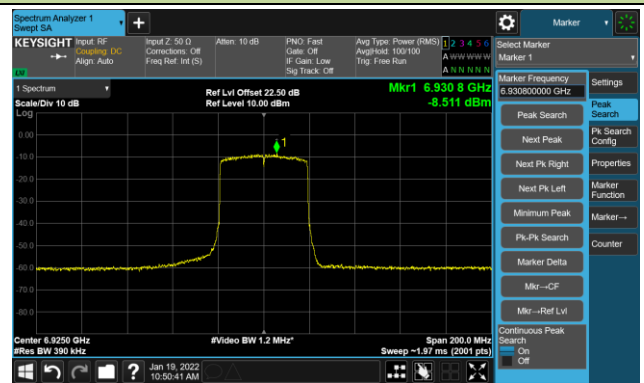 Spectrum Analyzer 1
Swept SA
Marker
KEYSIGHT
Input: RF
Coupling: DC
Align: Auto
Input Z: 50 Ω
Corrections: Off
Freq Ref: Int (S)
Atten: 10 dB
PNO: Fast
Gate: Off
IF Gain: Low
Sig Track: Off
Avg Type: Power (RMS)
Avg|Hold: 100/100
Trig: Free Run
1 2 3 4 5 6
A W W W W W
A N N N N N
LXI
Select Marker
Marker 1
1 Spectrum
Scale/Div 10 dB
Log
Ref Lvl Offset 22.50 dB
Ref Level 10.00 dBm
Mkr1 6.930 8 GHz
-8.511 dBm
0.00
-10.0
-20.0
-30.0
-40.0
-50.0
-60.0
-70.0
-80.0
1
Center 6.9250 GHz
#Res BW 390 kHz
#Video BW 1.2 MHz*
Span 200.0 MHz
Sweep ~1.97 ms (2001 pts)
Marker Frequency
6.930800000 GHz
Peak Search
Next Peak
Next Pk Right
Next Pk Left
Minimum Peak
Pk-Pk Search
Marker Delta
Mkr→CF
Mkr→Ref Lvl
Continuous Peak
Search
On
Off
Settings
Peak
Search
Pk Search
Config
Properties
Marker
Function
Marker→
Counter
?
Jan 19, 2022
10:50:41 AM